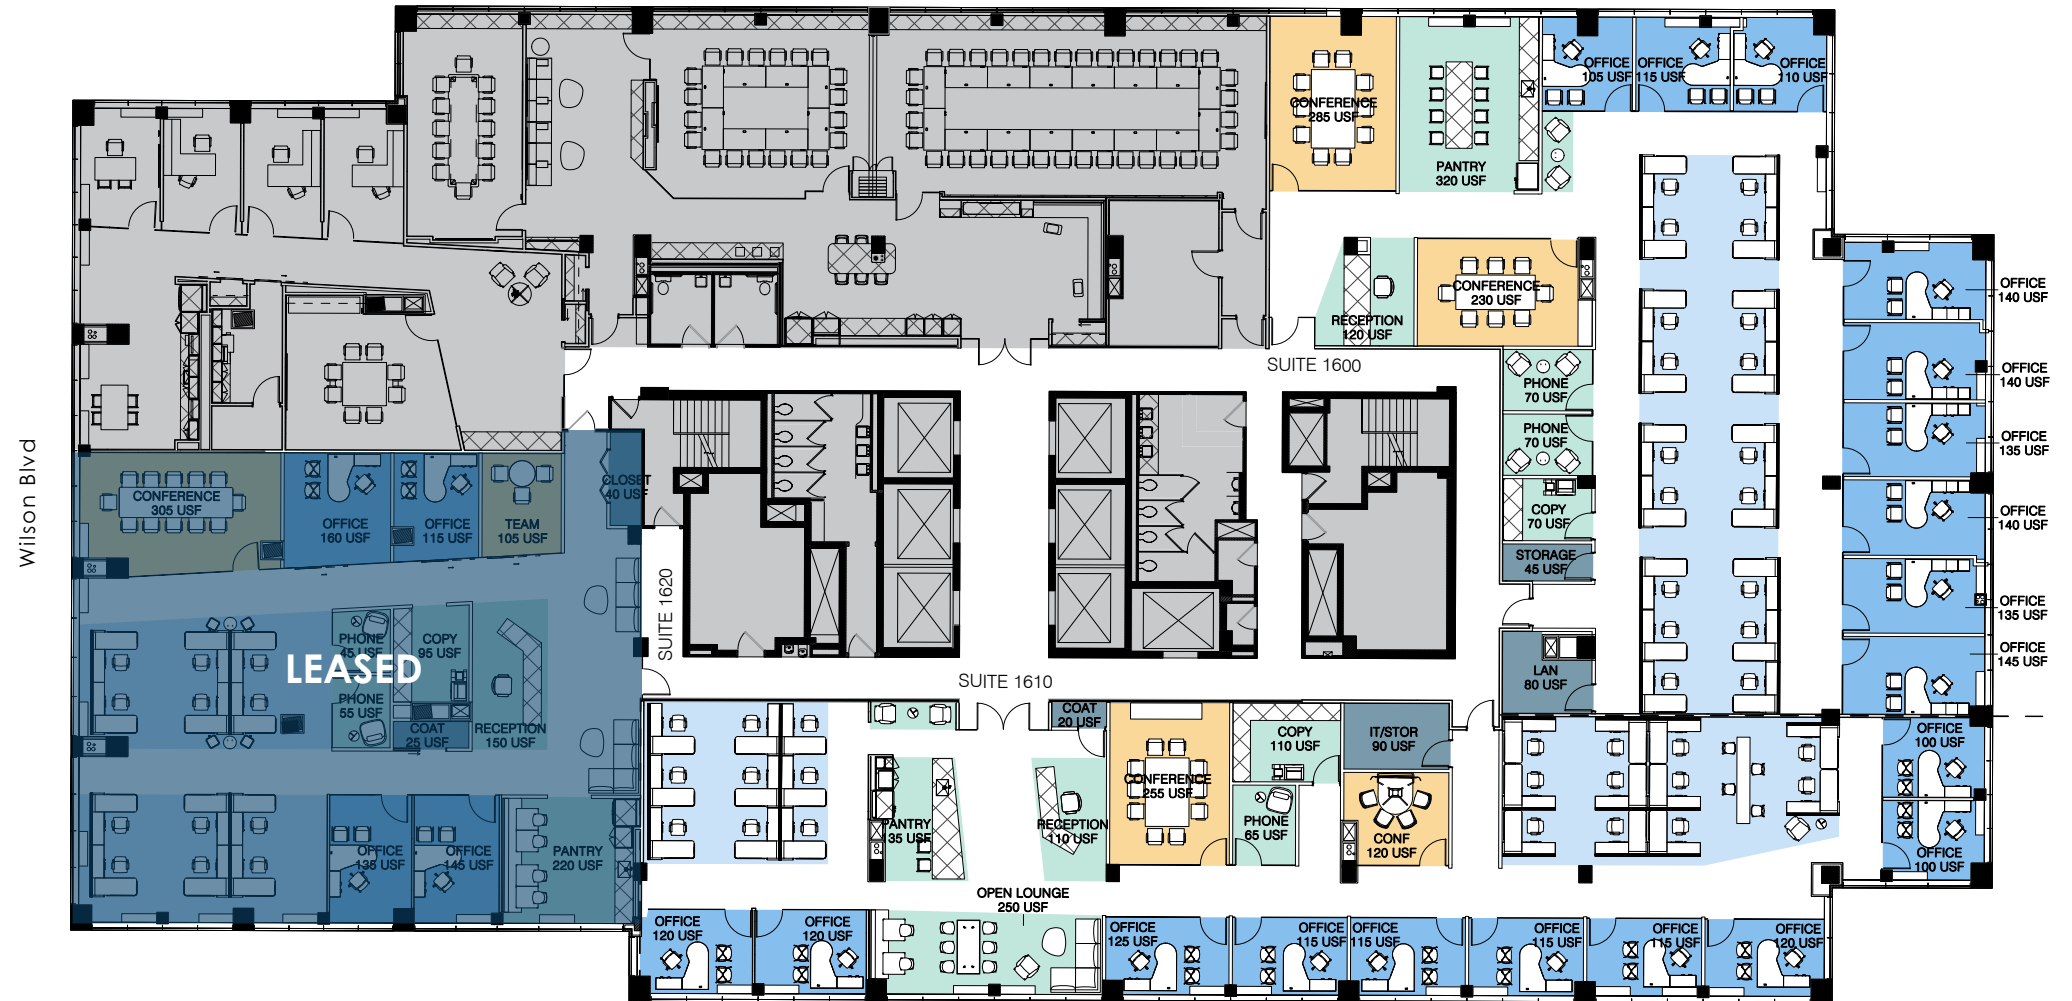 CONFERENCE
285 USF
PANTRY
320 USF
OFFICE
105 USF
OFFICE
115 USF
OFFICE
110 USF
CONFERENCE
230 USF
RECEPTION
120 USF
SUITE 1600
OFFICE
140 USF
OFFICE
140 USF
OFFICE
135 USF
OFFICE
140 USF
OFFICE
135 USF
OFFICE
145 USF
PHONE
70 USF
PHONE
70 USF
COPY
70 USF
STORAGE
45 USF
LAN
80 USF
Wilson Blvd
CONFERENCE
305 USF
OFFICE
160 USF
OFFICE
115 USF
TEAM
105 USF
CLOSET
40 USF
SUITE 1620
PHONE
45 USF
COPY
95 USF
LEASED
PHONE
55 USF
COAT
25 USF
RECEPTION
150 USF
OFFICE
135 USF
OFFICE
145 USF
PANTRY
220 USF
SUITE 1610
COAT
20 USF
CONFERENCE
255 USF
COPY
110 USF
IT/STOR
90 USF
PANTRY
135 USF
RECEPTION
110 USF
PHONE
65 USF
CONF
120 USF
OFFICE
100 USF
OFFICE
100 USF
OPEN LOUNGE
250 USF
OFFICE
120 USF
OFFICE
120 USF
OFFICE
125 USF
OFFICE
115 USF
OFFICE
115 USF
OFFICE
115 USF
OFFICE
115 USF
OFFICE
120 USF